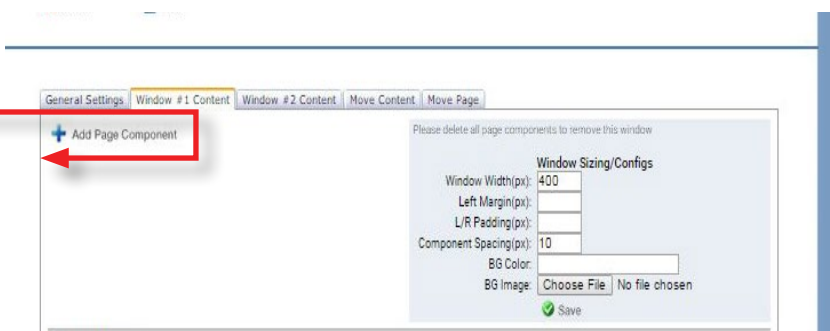 General Settings Window #1 Content Window #2 Content Move Content Move Page
Add Page Component
Please delete all page components to remove this window
Window Sizing/Configs
Window Width(px): 400
Left Margin(px):
L/R Padding(px):
Component Spacing(px): 10
BG Color:
BG Image: Choose File No file chosen
Save